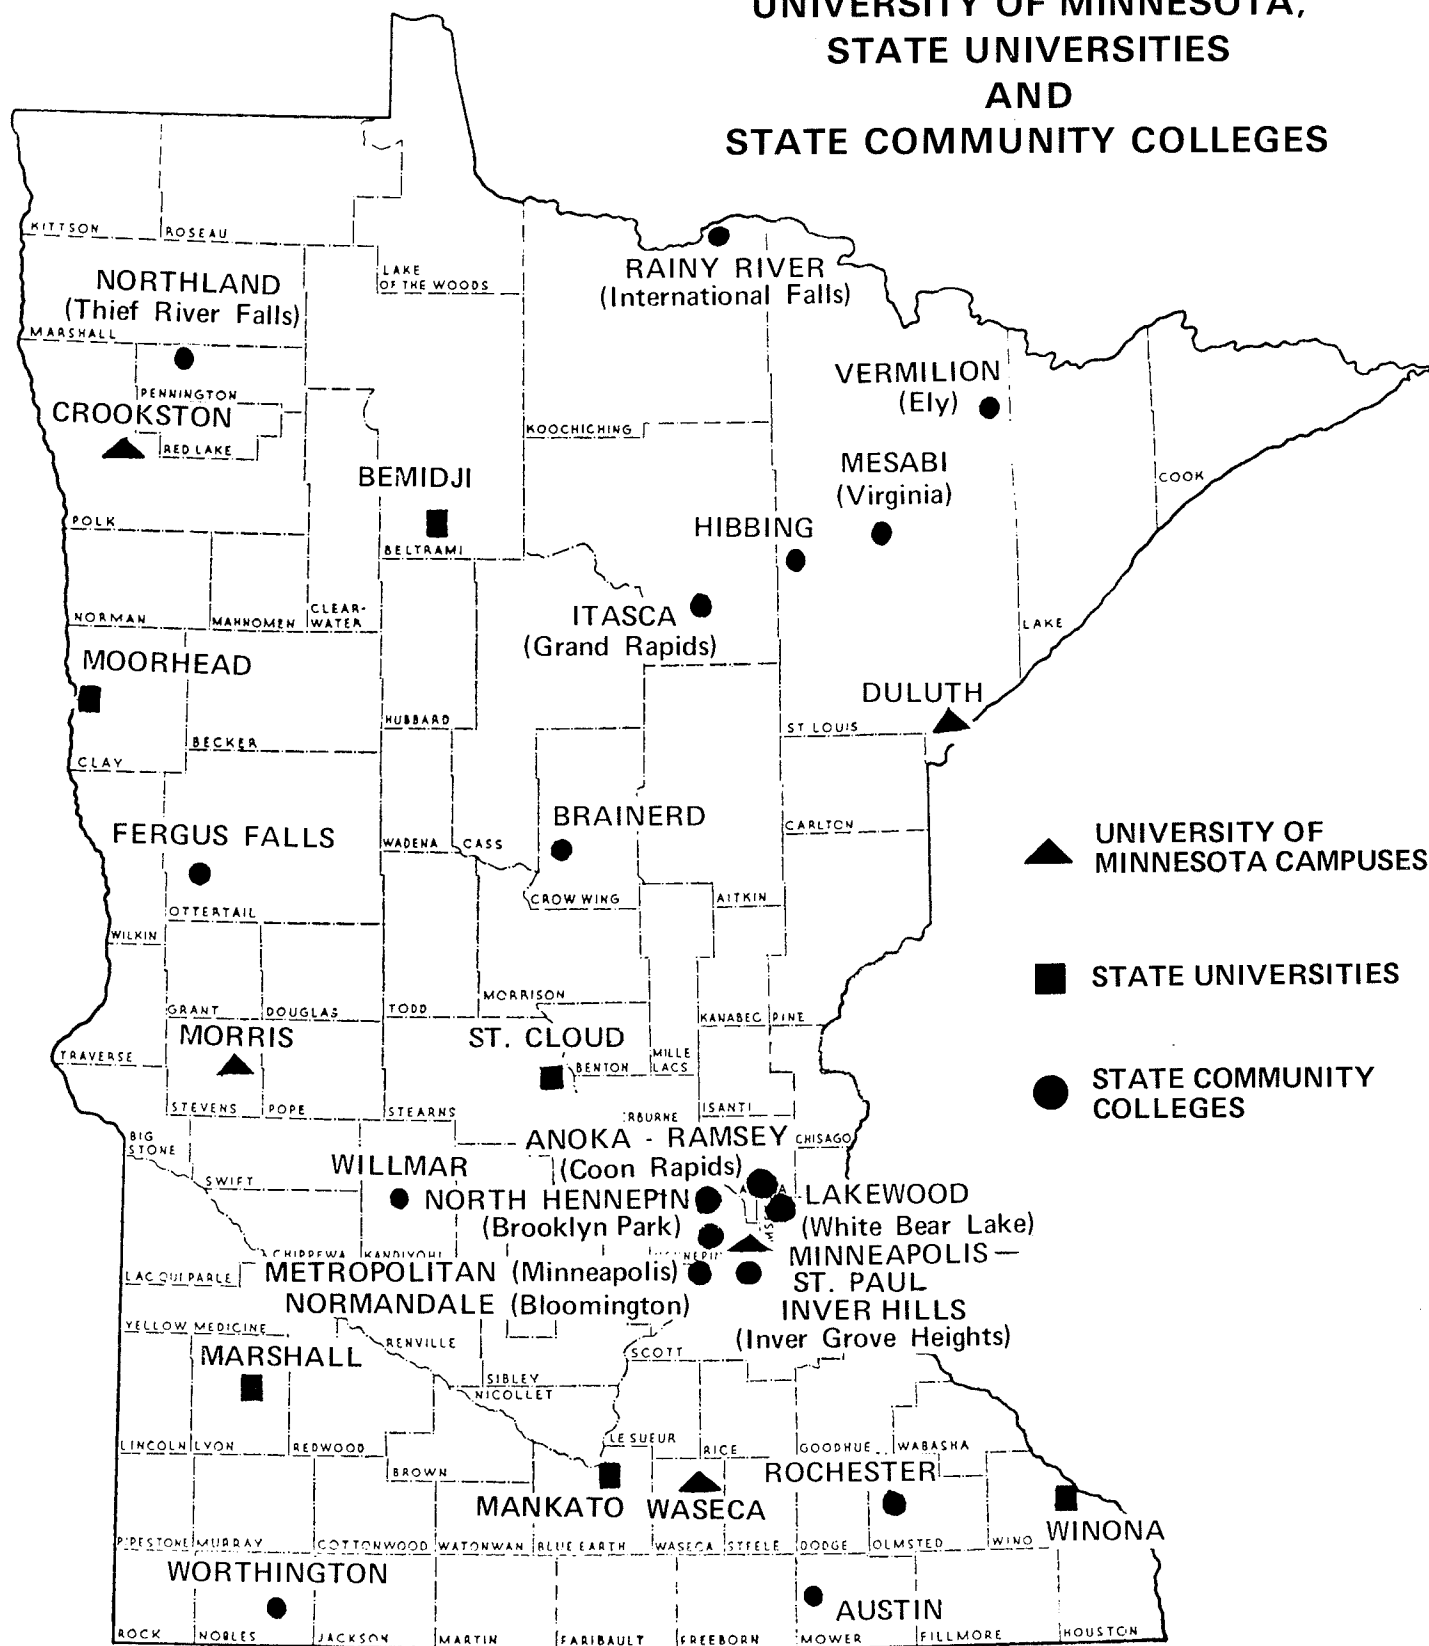 UNIVERSITY OF MINNESOTA,
STATE UNIVERSITIES
AND
STATE COMMUNITY COLLEGES
KITTSON
ROSEAU
LAKE
OF THE WOODS
NORTHLAND
(Thief River Falls)
RAINY RIVER
(International Falls)
MARSHALL
PENNINGTON
VERMILION
(Ely)
CROOKSTON
RED LAKE
KOOCHICHING
BEMIDJI
MESABI
(Virginia)
COOK
POLK
HIBBING
BELTRAMI
NORMAN
MAHNOMEN
CLEAR-
WATER
ITASCA
(Grand Rapids)
LAKE
MOORHEAD
DULUTH
HUBBARD
ST LOUIS
BECKER
CLAY
BRAINERD
CARLTON
FERGUS FALLS
WADENA
CASS
UNIVERSITY OF
MINNESOTA CAMPUSES
CROW WING
AITKIN
OTTERTAIL
WILKIN
STATE UNIVERSITIES
MORRISON
GRANT
DOUGLAS
TODD
KANABEC
PINE
MORRIS
ST. CLOUD
TRAVERSE
BENTON
MILLE
LACS
STATE COMMUNITY
COLLEGES
STEVENS
POPE
STEARNS
RBURNE
ISANTI
BIG
STONE
ANOKA - RAMSEY
(Coon Rapids)
CHISAGO
SWIFT
WILLMAR
NORTH HENNEPIN
(Brooklyn Park)
LAKEWOOD
(White Bear Lake)
CHIPPEWA
KANDIYOHI
MINNEAPOLIS—
ST. PAUL
LAC QUI PARLE
METROPOLITAN (Minneapolis)
NORMANDALE (Bloomington)
INVER HILLS
(Inver Grove Heights)
YELLOW MEDICINE
RENVILLE
SCOTT
MARSHALL
SIBLEY
NICOLLET
LINCOLN
LYON
REDWOOD
LE SUEUR
RICE
GOODHUE
WABASHA
BROWN
ROCHESTER
MANKATO
WASECA
WINONA
PIPESTONE
MURRAY
COTTONWOOD
WATONWAN
BLUE EARTH
WASECA
STEELE
DODGE
OLMSTED
WINO
WORTHINGTON
AUSTIN
ROCK
NOBLES
JACKSON
MARTIN
FARIBAULT
FREEBORN
MOWER
FILLMORE
HOUSTON